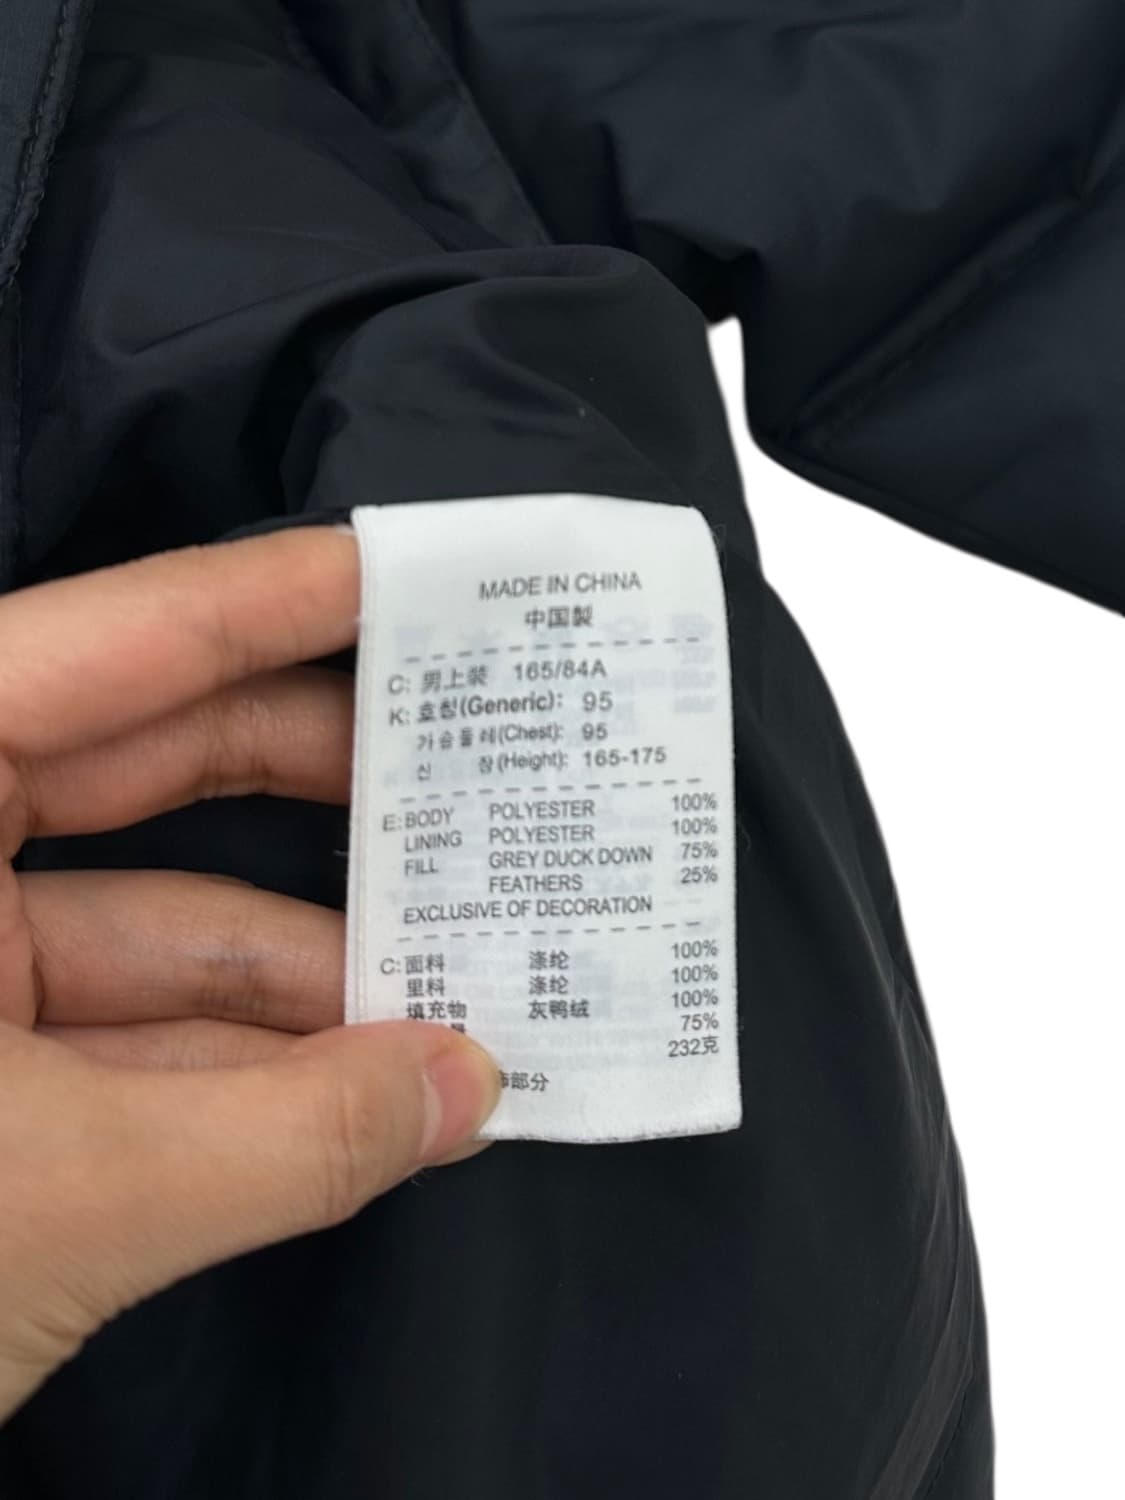 MADE IN CHINA
中国製
C: 男上装 165/84A
K: 호칭(Generic): 95
가슴둘레(Chest): 95
신 장(Height): 165-175
E: BODY POLYESTER 100%
LINING POLYESTER 100%
FILL GREY DUCK DOWN 75%
FEATHERS 25%
EXCLUSIVE OF DECORATION
C: 面料 涤纶 100%
里料 涤纶 100%
填充物 灰鸭绒 100%
量 75%
232克
部分